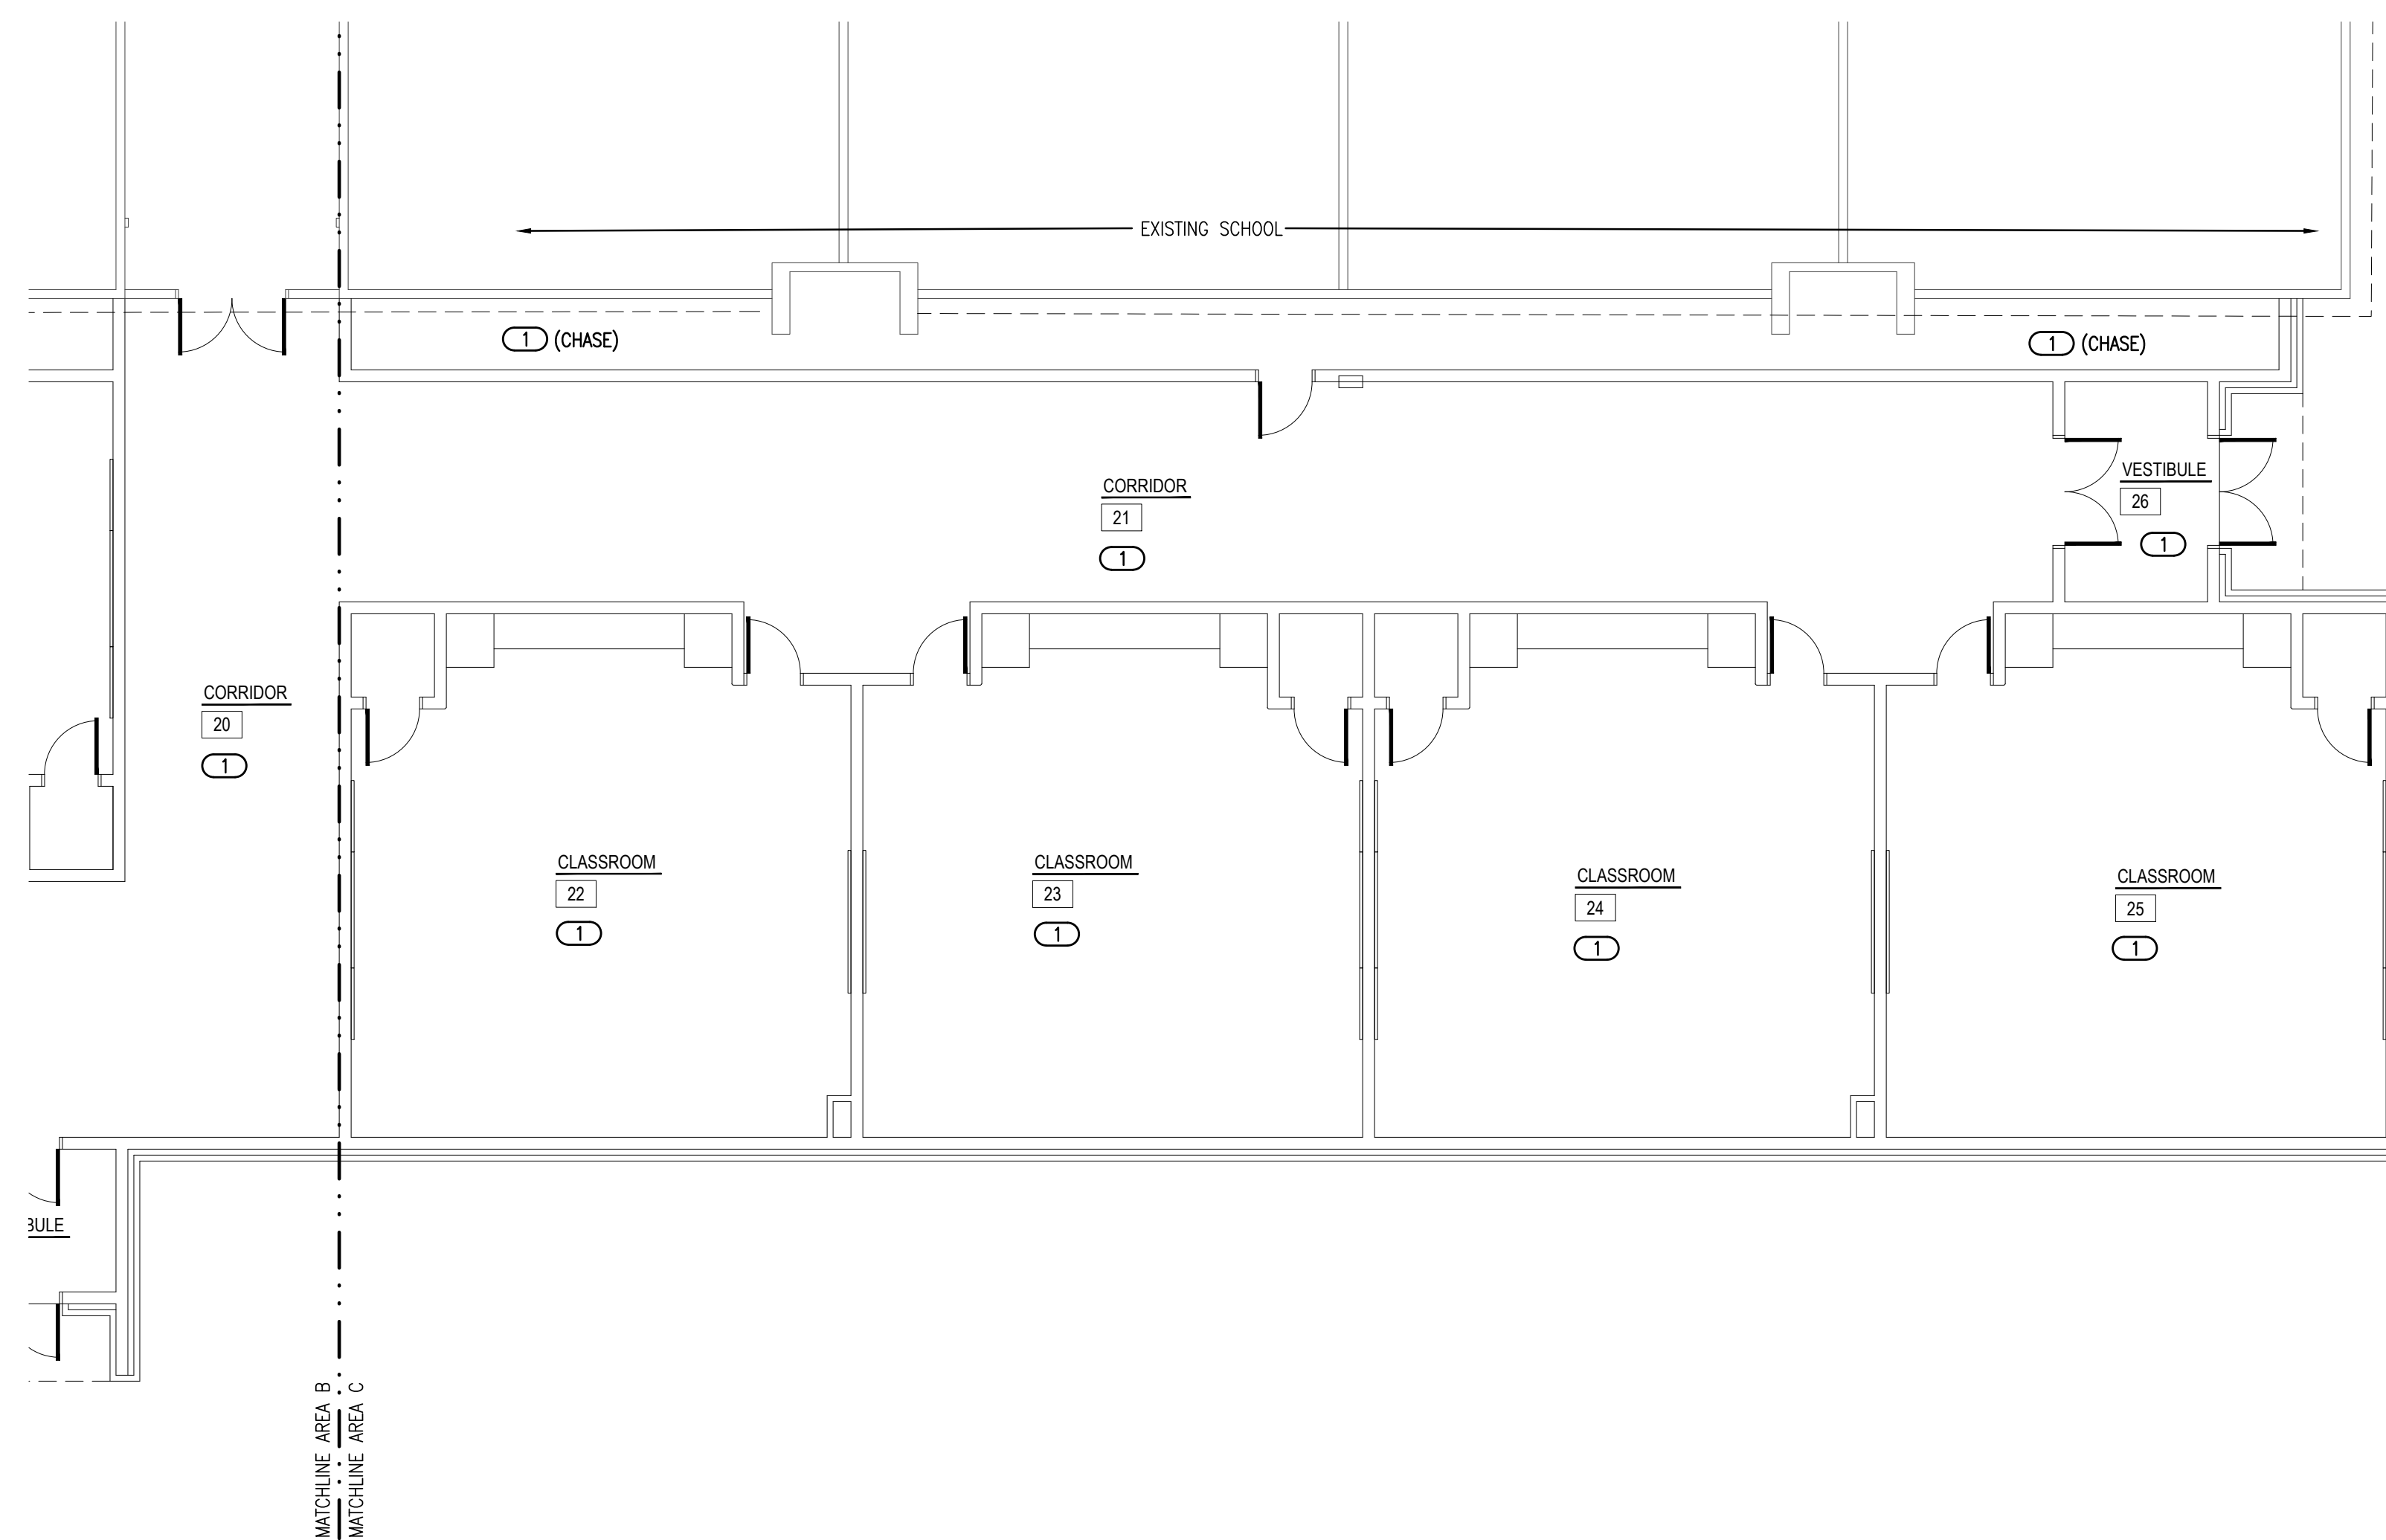 EXISTING SCHOOL
1 (CHASE)
1 (CHASE)
CORRIDOR
21
1
VESTIBULE
26
1
CORRIDOR
20
1
CLASSROOM
22
1
CLASSROOM
23
1
CLASSROOM
24
1
CLASSROOM
25
1
BULE
MATCHLINE AREA B
MATCHLINE AREA C